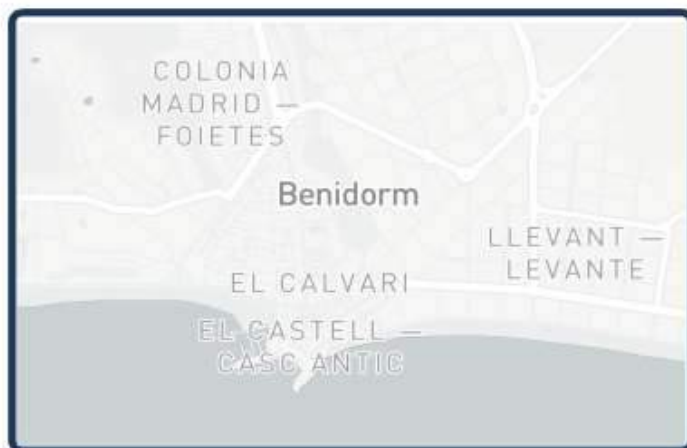 COLONIA
MADRID —
FOIETES
Benidorm
LLEVANT —
LEVANTE
EL CALVARI
EL CASTELL —
CASC ANTIC